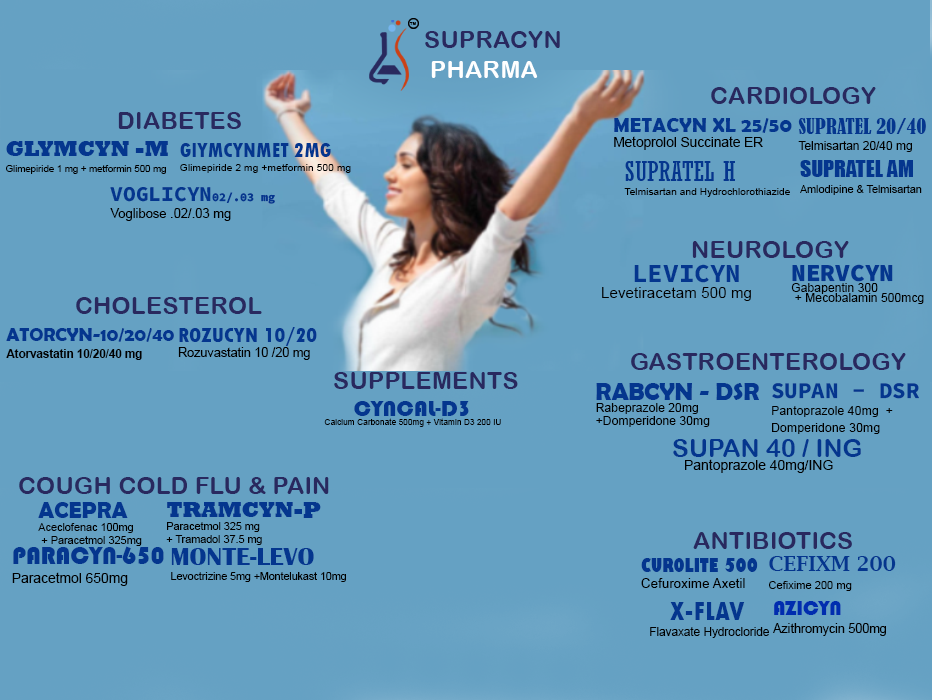 TM
SUPRACYN
PHARMA
DIABETES
GLYMCYN -M
Glimepiride 1 mg + metformin 500 mg
GIYMCYNMET 2MG
Glimepiride 2 mg +metformin 500 mg
VOGLICYN02/.03 mg
Voglibose .02/.03 mg
CHOLESTEROL
ATORCYN-10/20/40
Atorvastatin 10/20/40 mg
ROZUCYN 10/20
Rozuvastatin 10 /20 mg
SUPPLEMENTS
CYNCAL-D3
Calcium Carbonate 500mg + Vitamin D3 200 IU
COUGH COLD FLU & PAIN
ACEPRA
Aceclofenac 100mg
+ Paracetmol 325mg
TRAMCYN-P
Paracetmol 325 mg
+ Tramadol 37.5 mg
PARACYN-650
Paracetmol 650mg
MONTE-LEVO
Levoctrizine 5mg +Montelukast 10mg
CARDIOLOGY
METACYN XL 25/50
Metoprolol Succinate ER
SUPRATEL 20/40
Telmisartan 20/40 mg
SUPRATEL H
Telmisartan and Hydrochlorothiazide
SUPRATEL AM
Amlodipine & Telmisartan
NEUROLOGY
LEVICYN
Levetiracetam 500 mg
NERVCYN
Gabapentin 300
+ Mecobalamin 500mcg
GASTROENTEROLOGY
RABCYN - DSR
Rabeprazole 20mg
+Domperidone 30mg
SUPAN - DSR
Pantoprazole 40mg +
Domperidone 30mg
SUPAN 40 / ING
Pantoprazole 40mg/ING
ANTIBIOTICS
CUROLITE 500
Cefuroxime Axetil
CEFIXM 200
Cefixime 200 mg
X-FLAV
Flavaxate Hydrocloride
AZICYN
Azithromycin 500mg